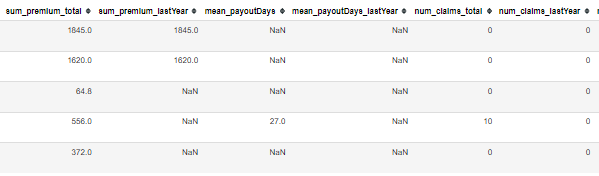 sum_premium_total sum_premium_lastYear mean_payoutDays mean_payoutDays_lastYear num_claims_total num_claims_lastYear
1845.0 1845.0 NaN NaN 0 0
1620.0 1620.0 NaN NaN 0 0
64.8 NaN NaN NaN 0 0
556.0 NaN 27.0 NaN 10 0
372.0 NaN NaN NaN 0 0